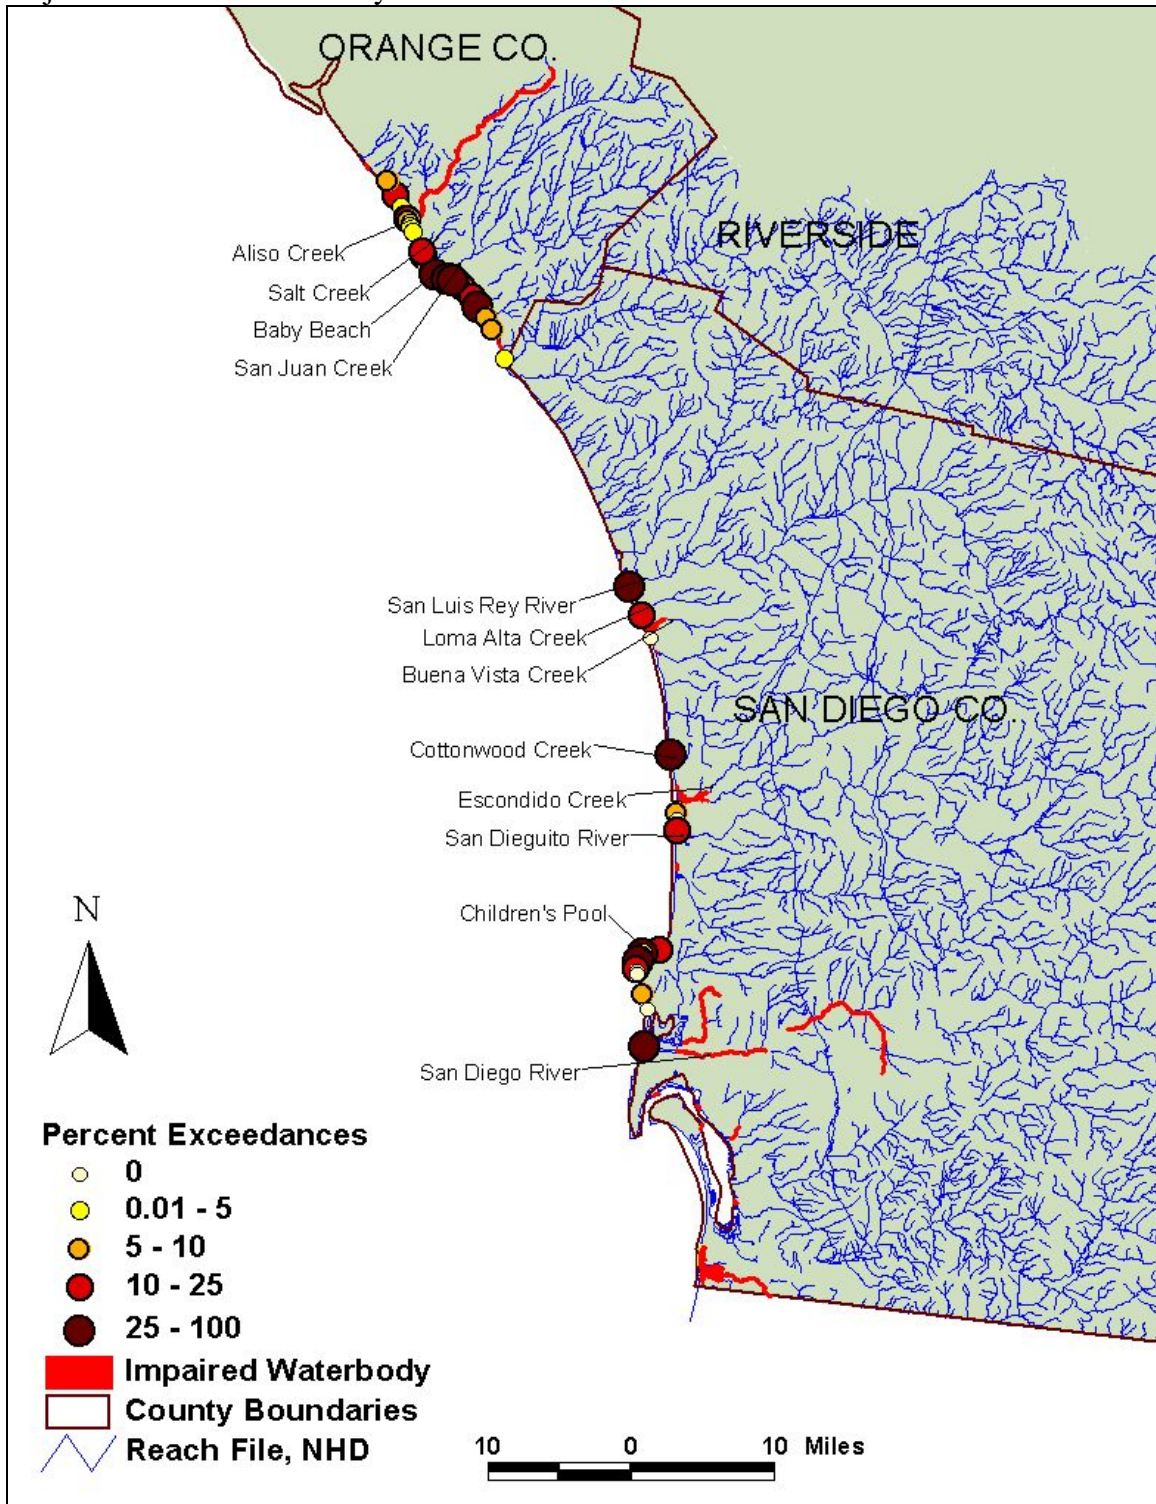 ORANGE CO.
RIVERSIDE
Aliso Creek
Salt Creek
Baby Beach
San Juan Creek
San Luis Rey River
Loma Alta Creek
Buena Vista Creek
SAN DIEGO CO.
Cottonwood Creek
Escondido Creek
San Dieguito River
Children's Pool
N
San Diego River
Percent Exceedances
0
0.01 - 5
5 - 10
10 - 25
25 - 100
Impaired Waterbody
County Boundaries
Reach File, NHD
10 0 10 Miles